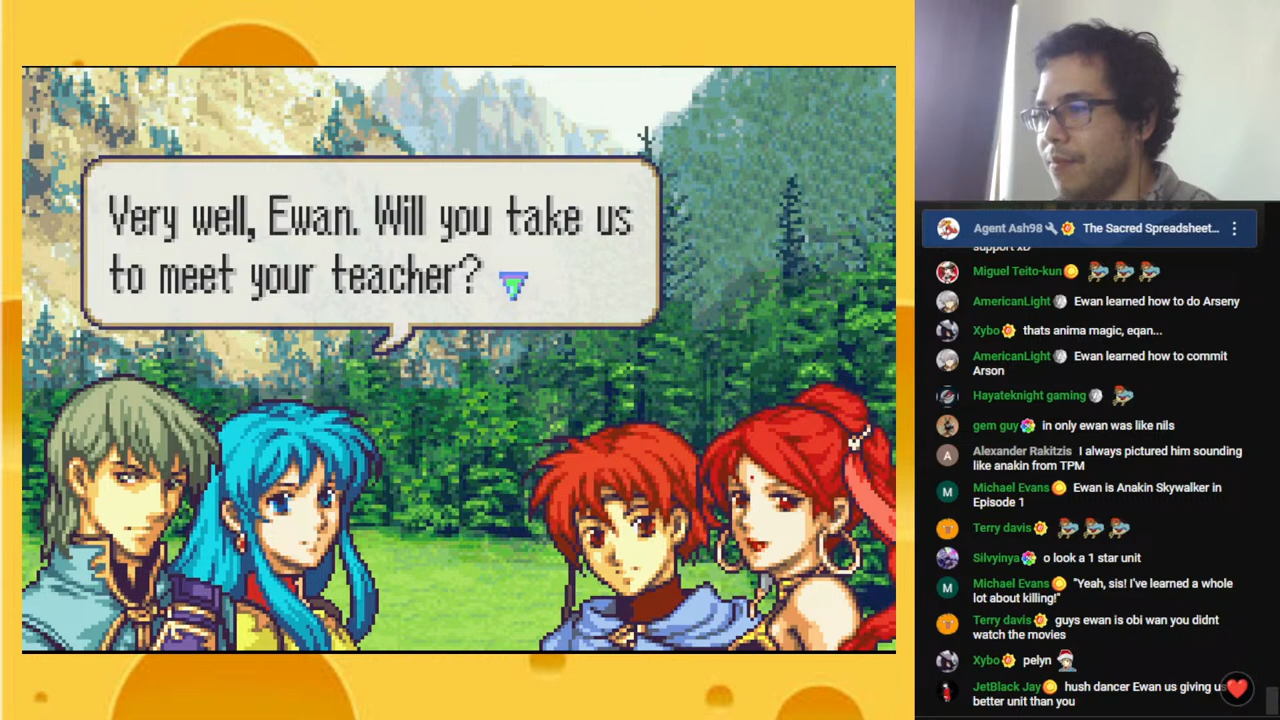 Very well, Ewan. Will you take us
to meet your teacher?
Agent Ash98 The Sacred Spreadsheet...
support xD
Miguel Teito-kun
AmericanLight Ewan learned how to do Arseny
Xybo thats anima magic, eqan...
AmericanLight Ewan learned how to commit
Arson
Hayateknight gaming
gem guy in only ewan was like nils
A Alexander Rakitzis I always pictured him sounding
like anakin from TPM
M Michael Evans Ewan is Anakin Skywalker in
Episode 1
Terry davis
Silvyinya o look a 1 star unit
M Michael Evans "Yeah, sis! I've learned a whole
lot about killing!"
Terry davis guys ewan is obi wan you didnt
watch the movies
Xybo pelyn
JetBlack Jay hush dancer Ewan us giving us
better unit than you